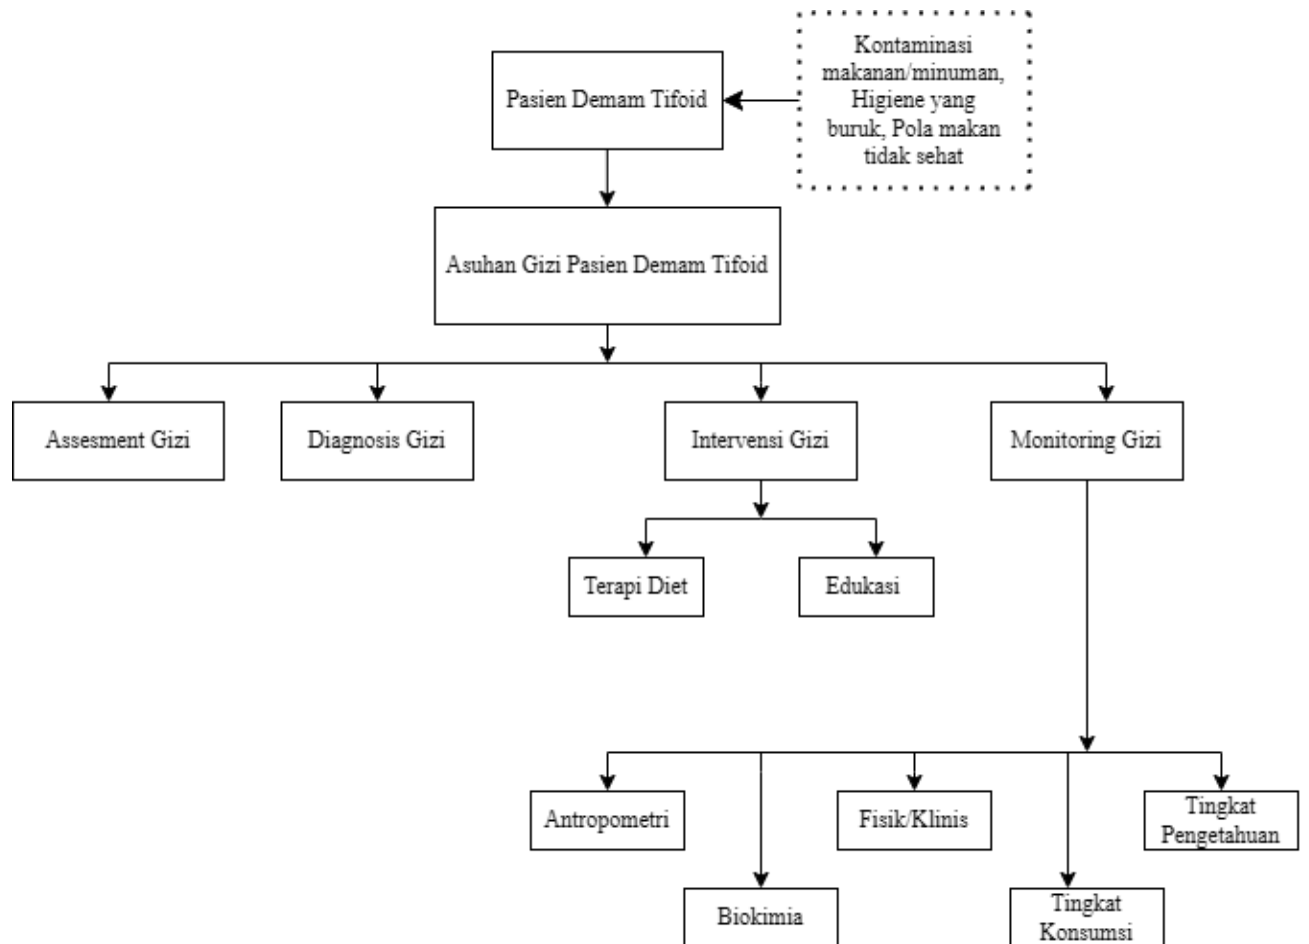 Kontaminasi
makanan/minuman,
Higiene yang
buruk, Pola makan
tidak sehat
Pasien Demam Tifoid
Asuhan Gizi Pasien Demam Tifoid
Assesment Gizi
Diagnosis Gizi
Intervensi Gizi
Monitoring Gizi
Terapi Diet
Edukasi
Antropometri
Fisik/Klinis
Tingkat
Pengetahuan
Biokimia
Tingkat
Konsumsi